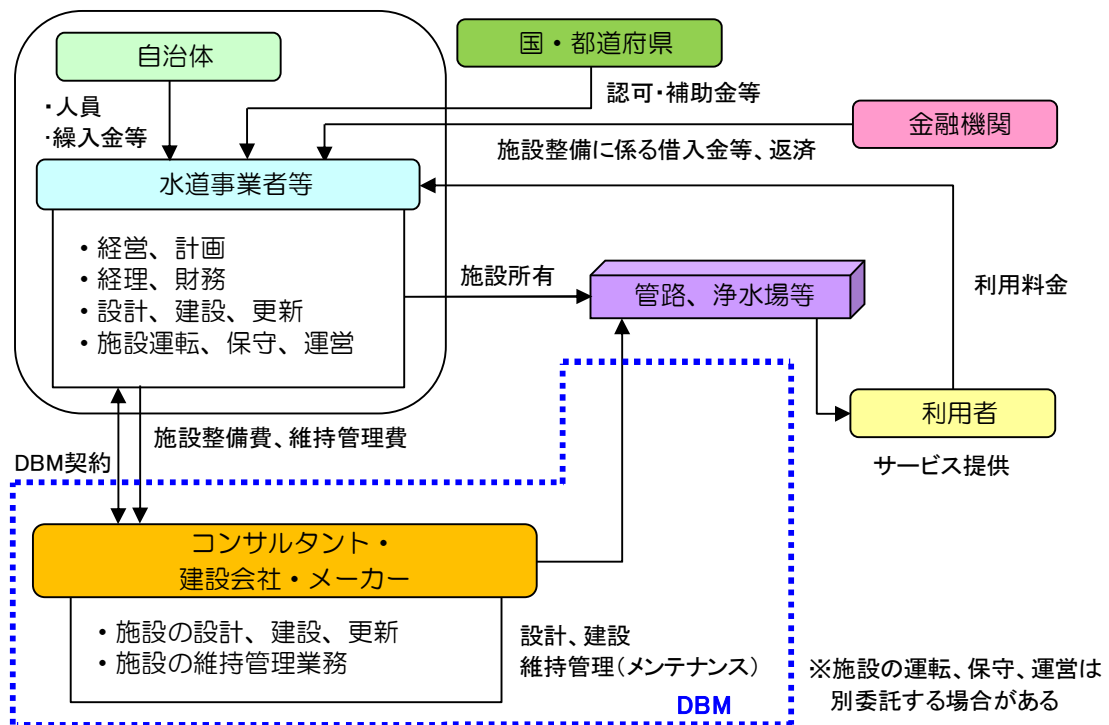 自治体
国・都道府県
・人員
・繰入金等
認可・補助金等
金融機関
施設整備に係る借入金等、返済
水道事業者等
・経営、計画
・経理、財務
・設計、建設、更新
・施設運転、保守、運営
施設所有
管路、浄水場等
利用料金
利用者
サービス提供
施設整備費、維持管理費
DBM契約
コンサルタント・
建設会社・メーカー
・施設の設計、建設、更新
・施設の維持管理業務
設計、建設
維持管理（メンテナンス）
DBM
※施設の運転、保守、運営は
別委託する場合がある